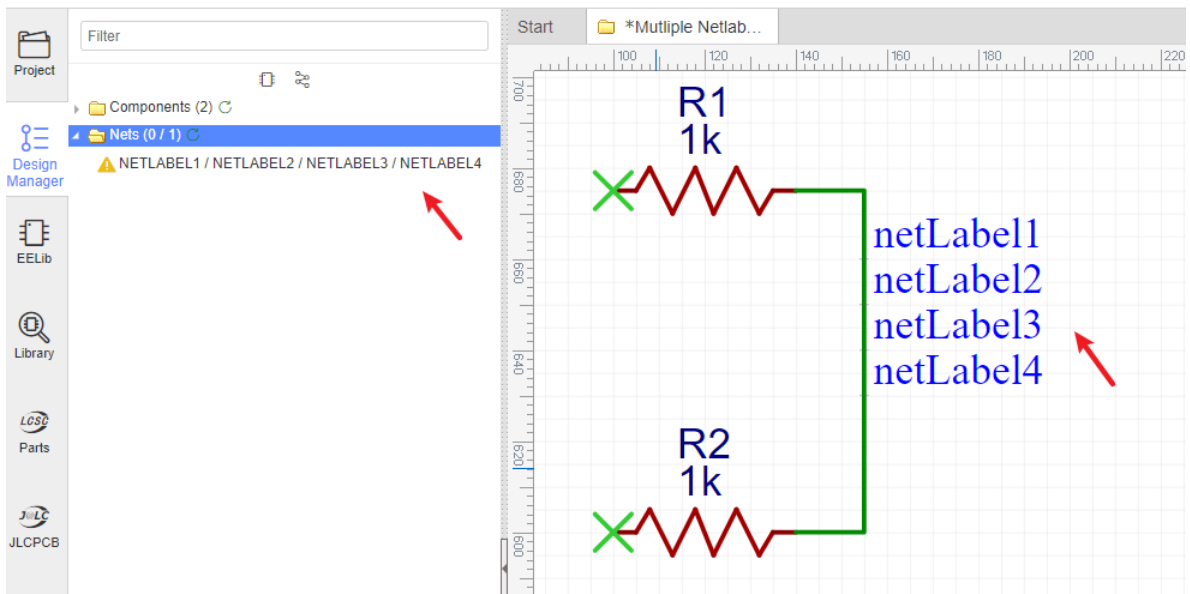 Project
Design
Manager
EELib
Library
LCSC
Parts
J@LC
JLCPCB
Filter
Components (2)
Nets (0 / 1)
NETLABEL1 / NETLABEL2 / NETLABEL3 / NETLABEL4
Start
*Mutliple Netlab...
100 120 140 160 180 200 220
700
680
660
640
620
600
R1
1k
netLabel1
netLabel2
netLabel3
netLabel4
R2
1k